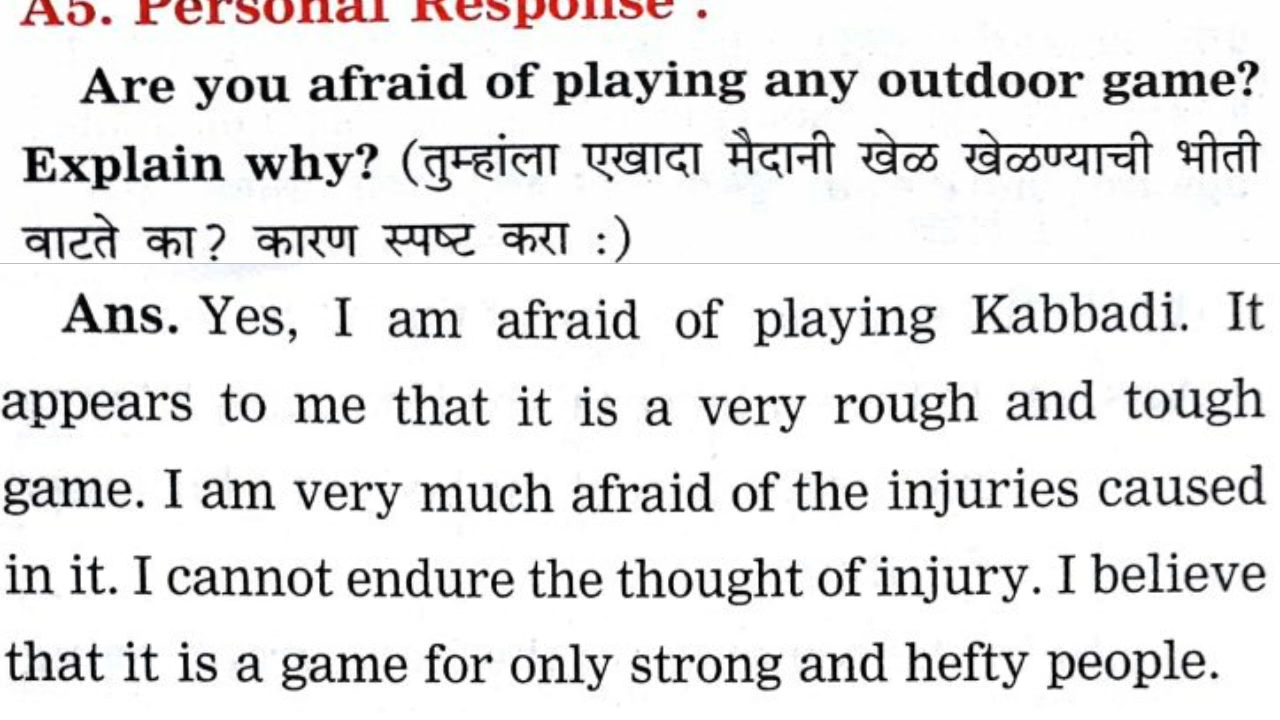 A5. Personal Response :
Are you afraid of playing any outdoor game?
Explain why? (तुम्हांला एखादा मैदानी खेळ खेळण्याची भीती
वाटते का? कारण स्पष्ट करा :)
Ans. Yes, I am afraid of playing Kabbadi. It
appears to me that it is a very rough and tough
game. I am very much afraid of the injuries caused
in it. I cannot endure the thought of injury. I believe
that it is a game for only strong and hefty people.